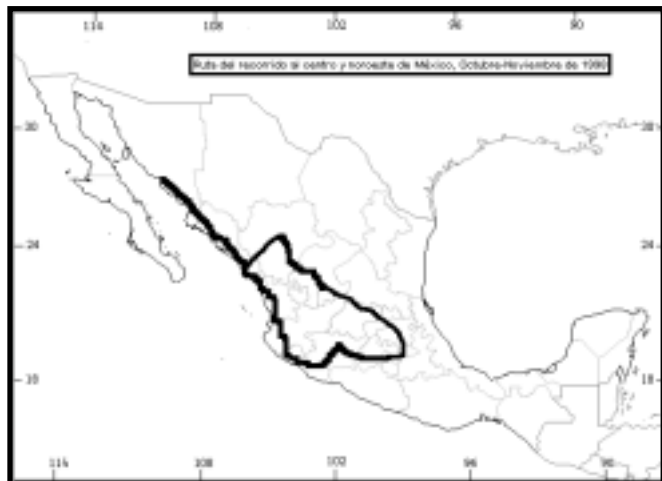 114 108 102 96 90
Ruta del recorrido al centro y noroeste de México, Octubre-Noviembre de
30 30
24 24
18 18
114 108 102 96 90